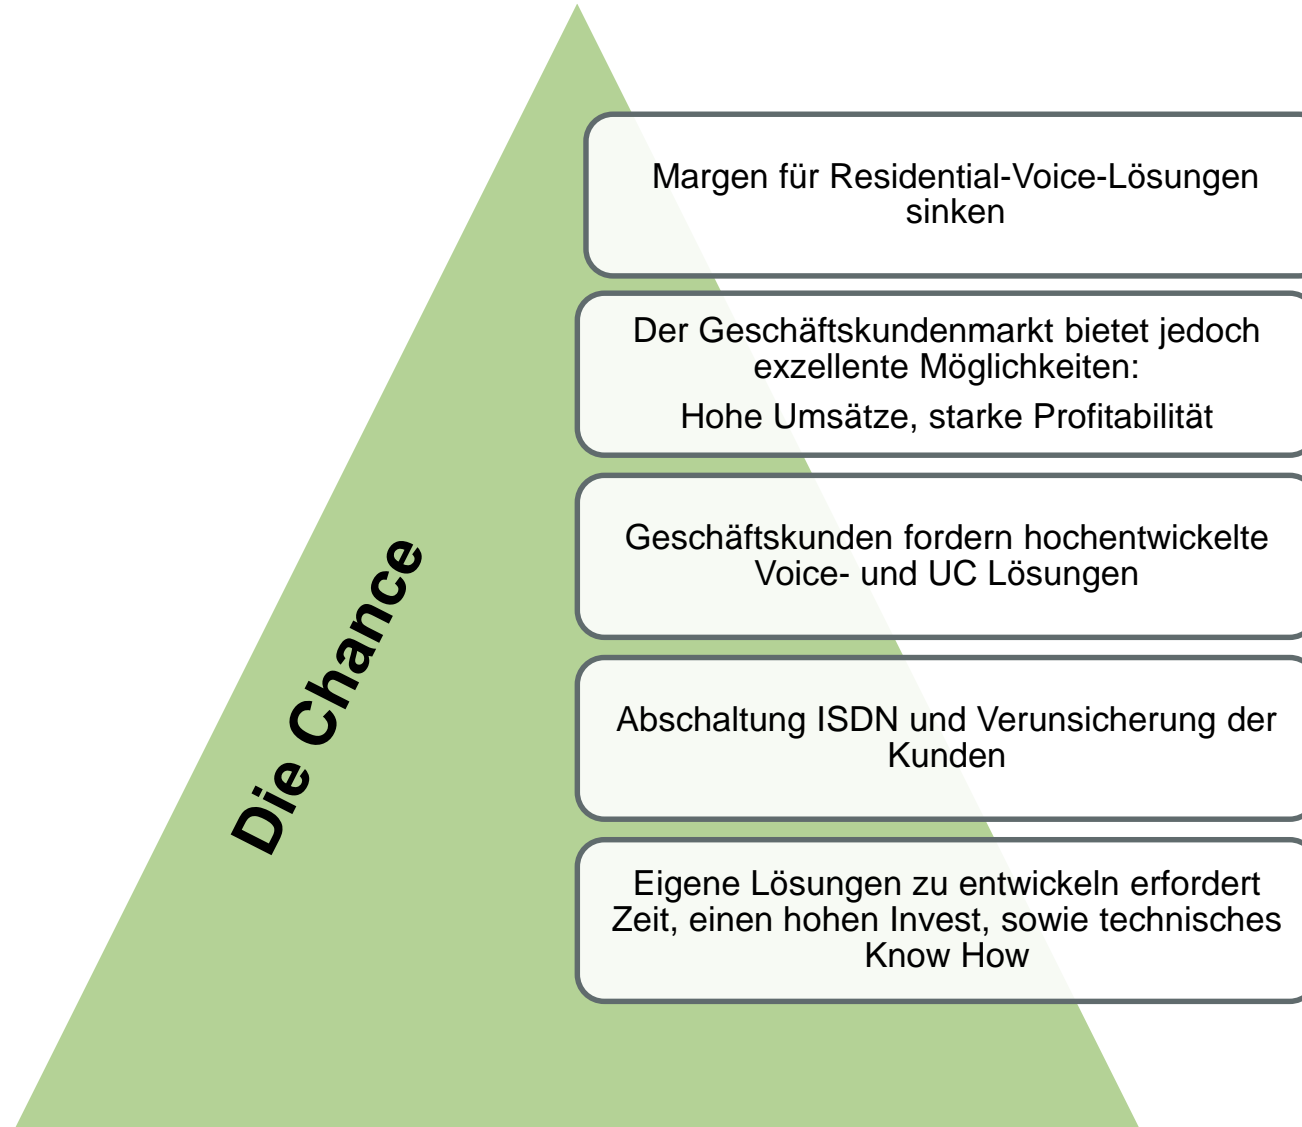 Margen für Residential-Voice-Lösungen
sinken
Der Geschäftskundenmarkt bietet jedoch
exzellente Möglichkeiten:
Hohe Umsätze, starke Profitabilität
Geschäftskunden fordern hochentwickelte
Voice- und UC Lösungen
Die Chance
Abschaltung ISDN und Verunsicherung der
Kunden
Eigene Lösungen zu entwickeln erfordert
Zeit, einen hohen Invest, sowie technisches
Know How